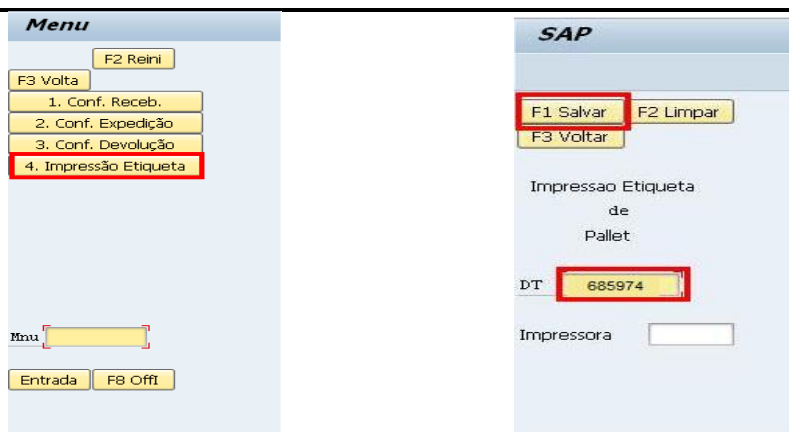 Menu
F2 Reini
F3 Volta
1. Conf. Receb.
2. Conf. Expedição
3. Conf. Devolução
4. Impressão Etiqueta
Mnu
Entrada F8 OffI
SAP
F1 Salvar F2 Limpar
F3 Voltar
Impressao Etiqueta
de
Pallet
DT 685974
Impressora